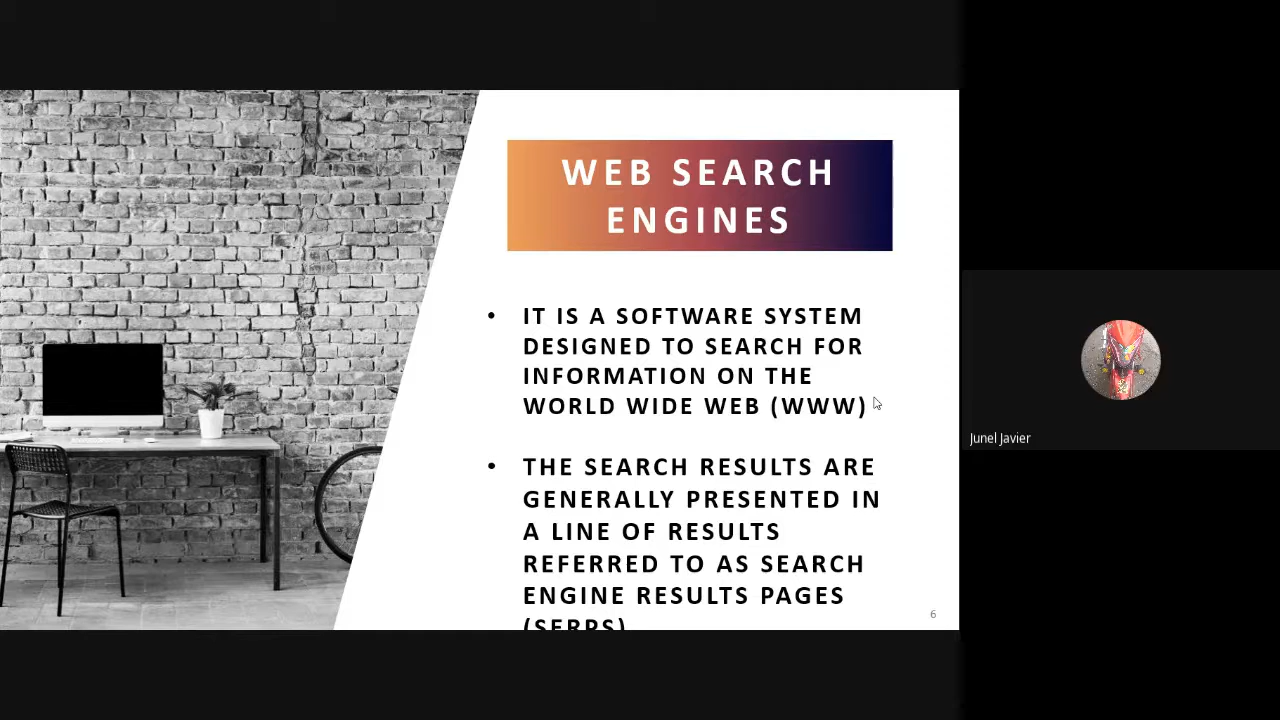 WEB SEARCH
ENGINES
• IT IS A SOFTWARE SYSTEM
DESIGNED TO SEARCH FOR
INFORMATION ON THE
WORLD WIDE WEB (WWW)
• THE SEARCH RESULTS ARE
GENERALLY PRESENTED IN
A LINE OF RESULTS
REFERRED TO AS SEARCH
ENGINE RESULTS PAGES
(SERPS)
6
Junel Javier